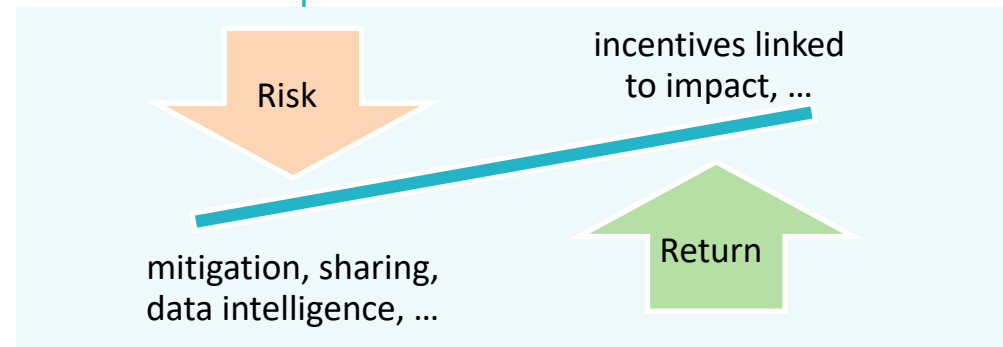 Risk
incentives linked
to impact, …
mitigation, sharing,
data intelligence, …
Return